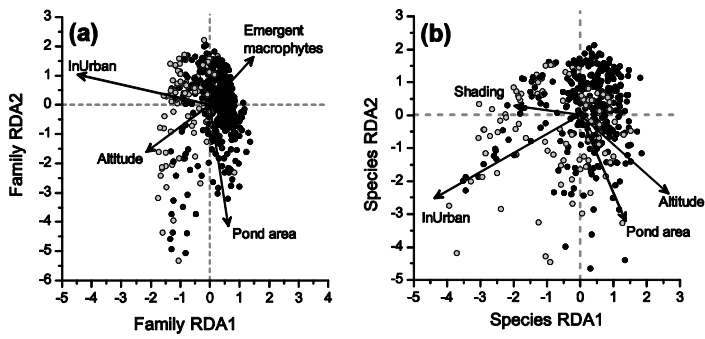 (a)
3
2
1
0
-1
-2
-3
-4
-5
-6
Family RDA2
Emergent
macrophytes
lnUrban
Altitude
Pond area
-5 -4 -3 -2 -1 0 1 2 3 4
Family RDA1
(b)
3
2
1
0
-1
-2
-3
-4
-5
Species RDA2
Shading
lnUrban
Altitude
Pond area
-5 -4 -3 -2 -1 0 1 2 3
Species RDA1